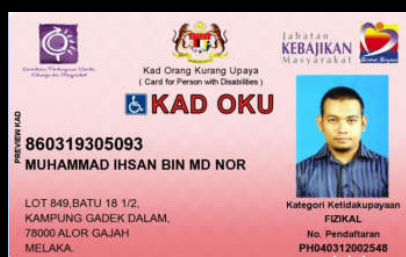 Jabatan
KEBAJIKAN
Masyarakat
Kad Orang Kurang Upaya
( Card for Person with Disabilities )
KAD OKU
PREVIEW KAD
860319305093
MUHAMMAD IHSAN BIN MD NOR
LOT 849,BATU 18 1/2,
KAMPUNG GADEK DALAM,
78000 ALOR GAJAH
MELAKA.
Kategori Ketidakupayaan
FIZIKAL
No. Pendaftaran
PH040312002548